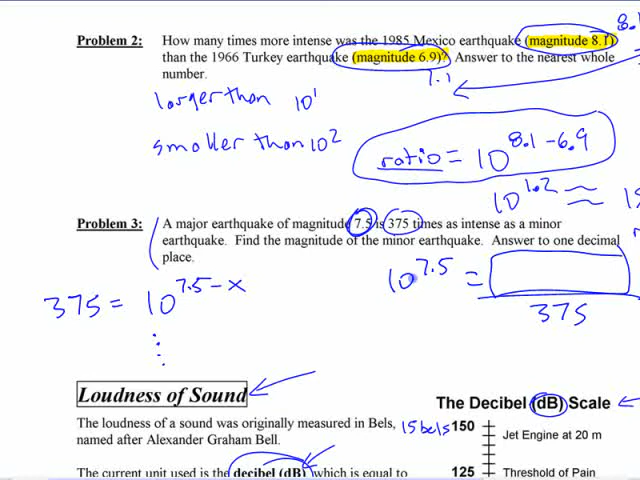 8.
Problem 2: How many times more intense was the 1985 Mexico earthquake (magnitude 8.1)
than the 1966 Turkey earthquake (magnitude 6.9)? Answer to the nearest whole
number.
larger than 10^1
smaller than 10^2
ratio = 10^8.1-6.9
10^1.2 ≈
Problem 3: A major earthquake of magnitude 7.5 is 375 times as intense as a minor
earthquake. Find the magnitude of the minor earthquake. Answer to one decimal
place.
375 = 10^7.5-x
10^7.5 =
375
Loudness of Sound
The loudness of a sound was originally measured in Bels,
named after Alexander Graham Bell.
The current unit used is the decibel (dB) which is equal to
The Decibel (dB) Scale
15 bels 150 Jet Engine at 20 m
125 Threshold of Pain